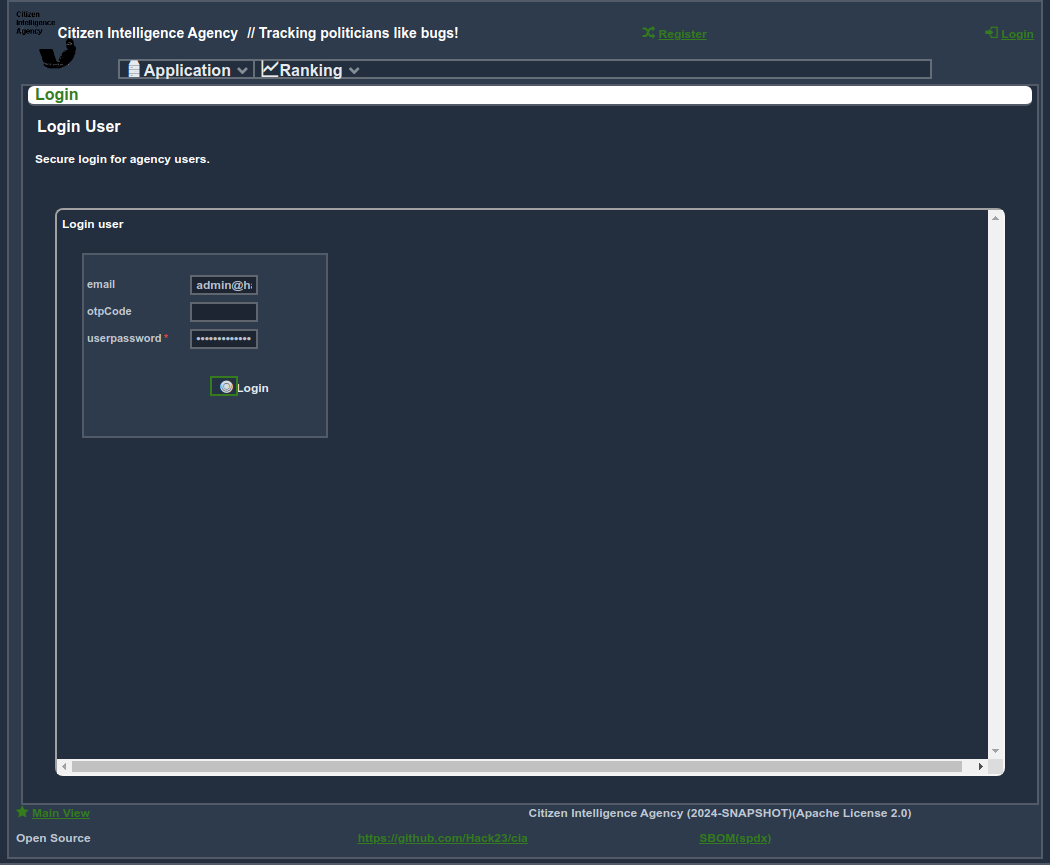 Citizen
Intelligence
Agency
Citizen Intelligence Agency // Tracking politicians like bugs!
Register
Login
Application
Ranking
Login
Login User
Secure login for agency users.
Login user
email admin@ha
otpCode
userpassword * •••••••••••••
Login
Main View
Citizen Intelligence Agency (2024-SNAPSHOT)(Apache License 2.0)
Open Source
https://github.com/Hack23/cia
SBOM(spdx)